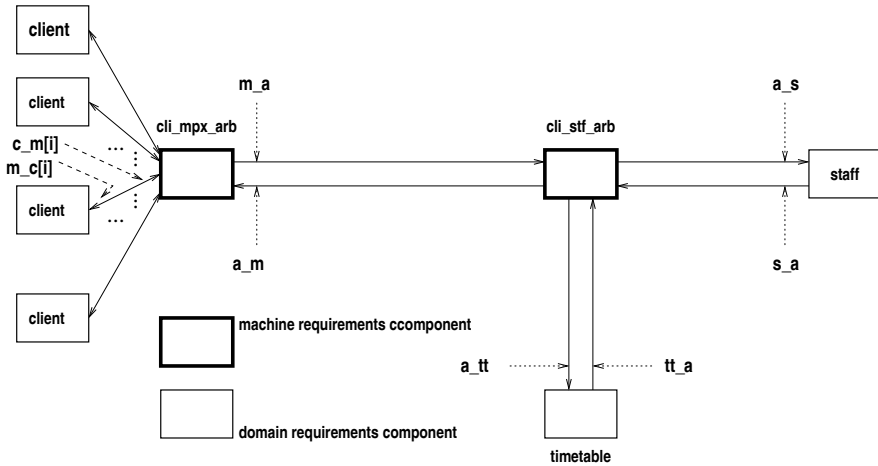 client
client
m_a
a_s
cli_mpx_arb
cli_stf_arb
c_m[i]
...
...
m_c[i]
staff
client
...
...
a_m
s_a
client
machine requirements ccomponent
a_tt
tt_a
domain requirements component
timetable